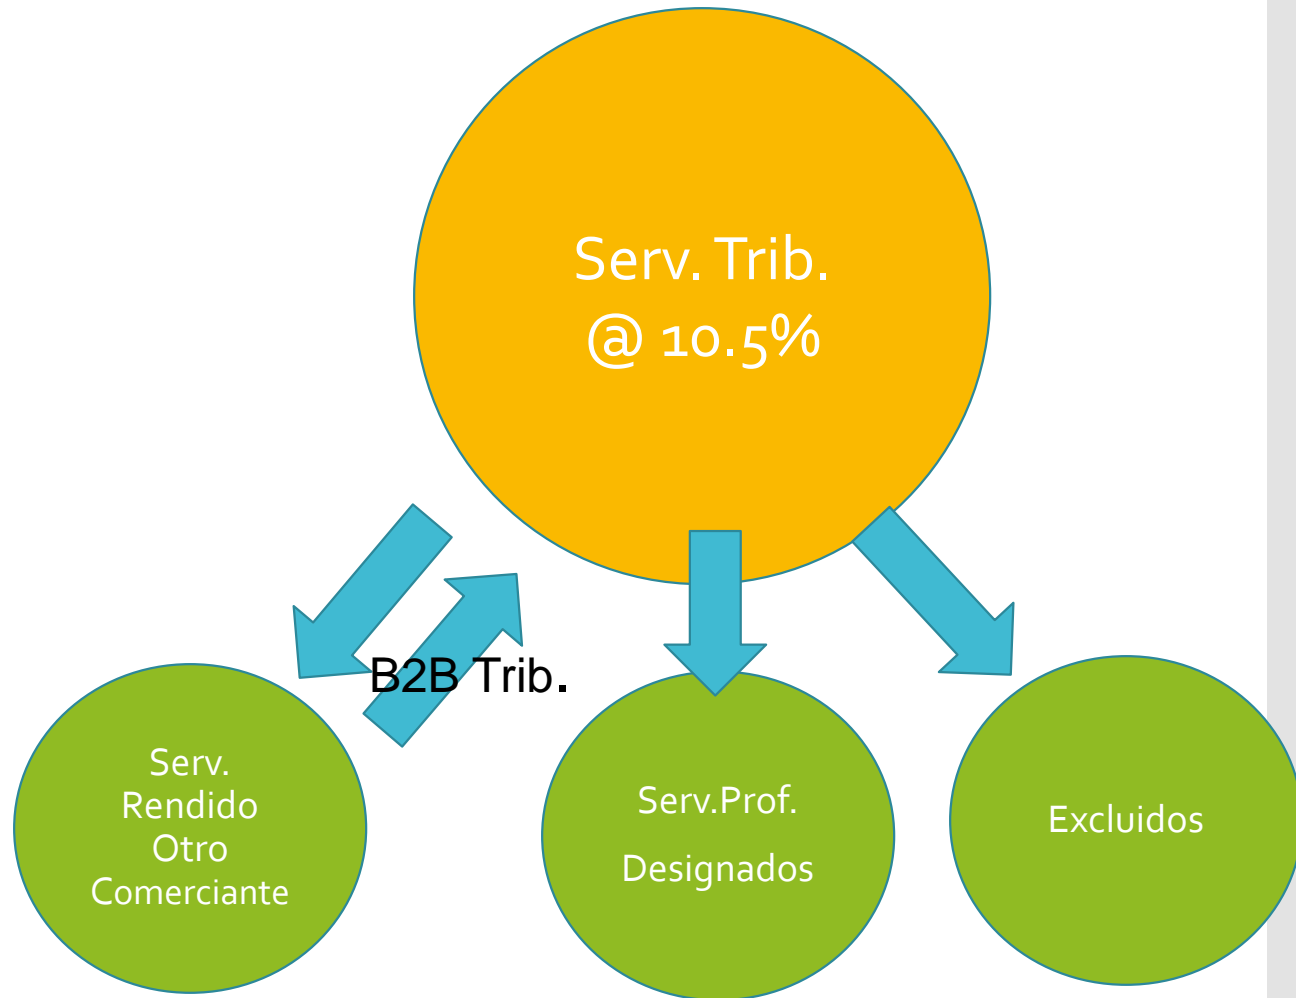 Serv. Trib.
@ 10.5%
B2B Trib.
Serv.
Rendido
Otro
Comerciante
Serv.Prof.
Designados
Excluidos